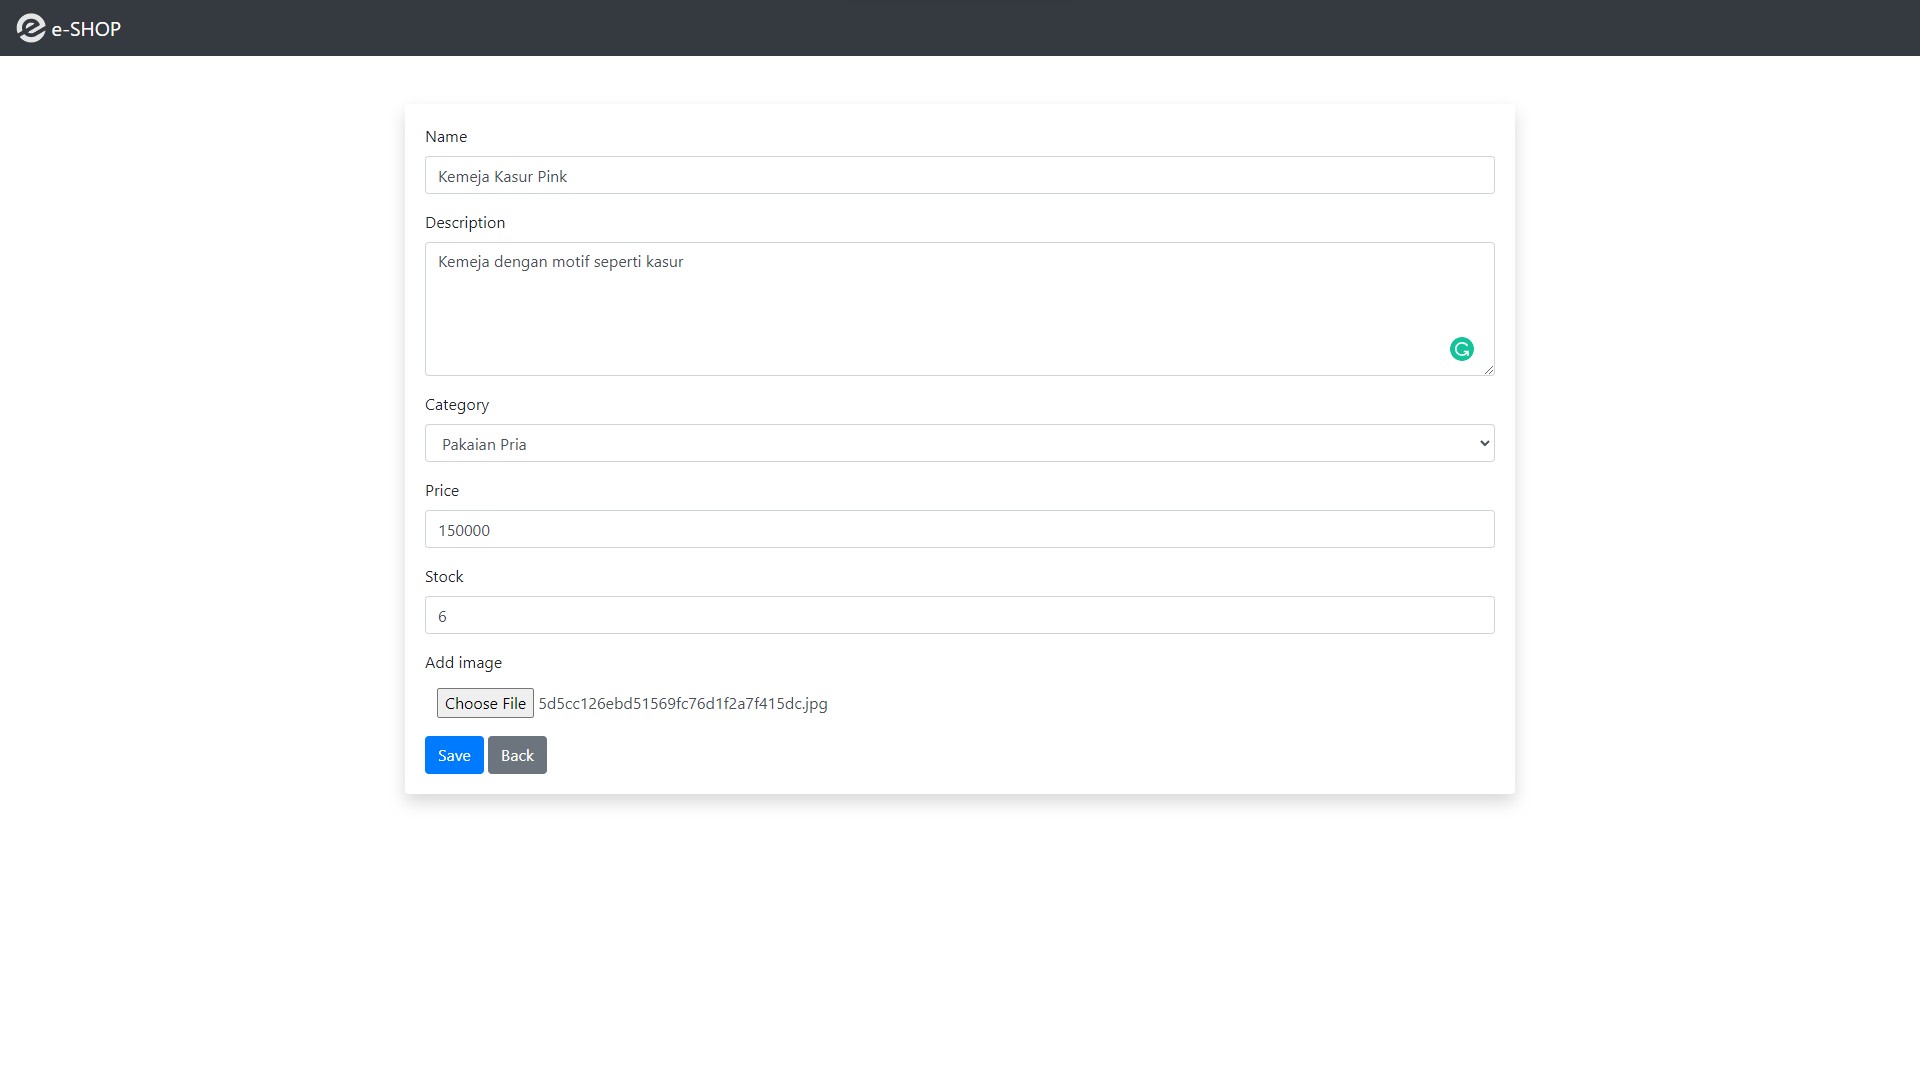 e-SHOP
Name
Kemeja Kasur Pink
Description
Kemeja dengan motif seperti kasur
Category
Pakaian Pria
Price
150000
Stock
6
Add image
Choose File 5d5cc126ebd51569fc76d1f2a7f415dc.jpg
Save Back